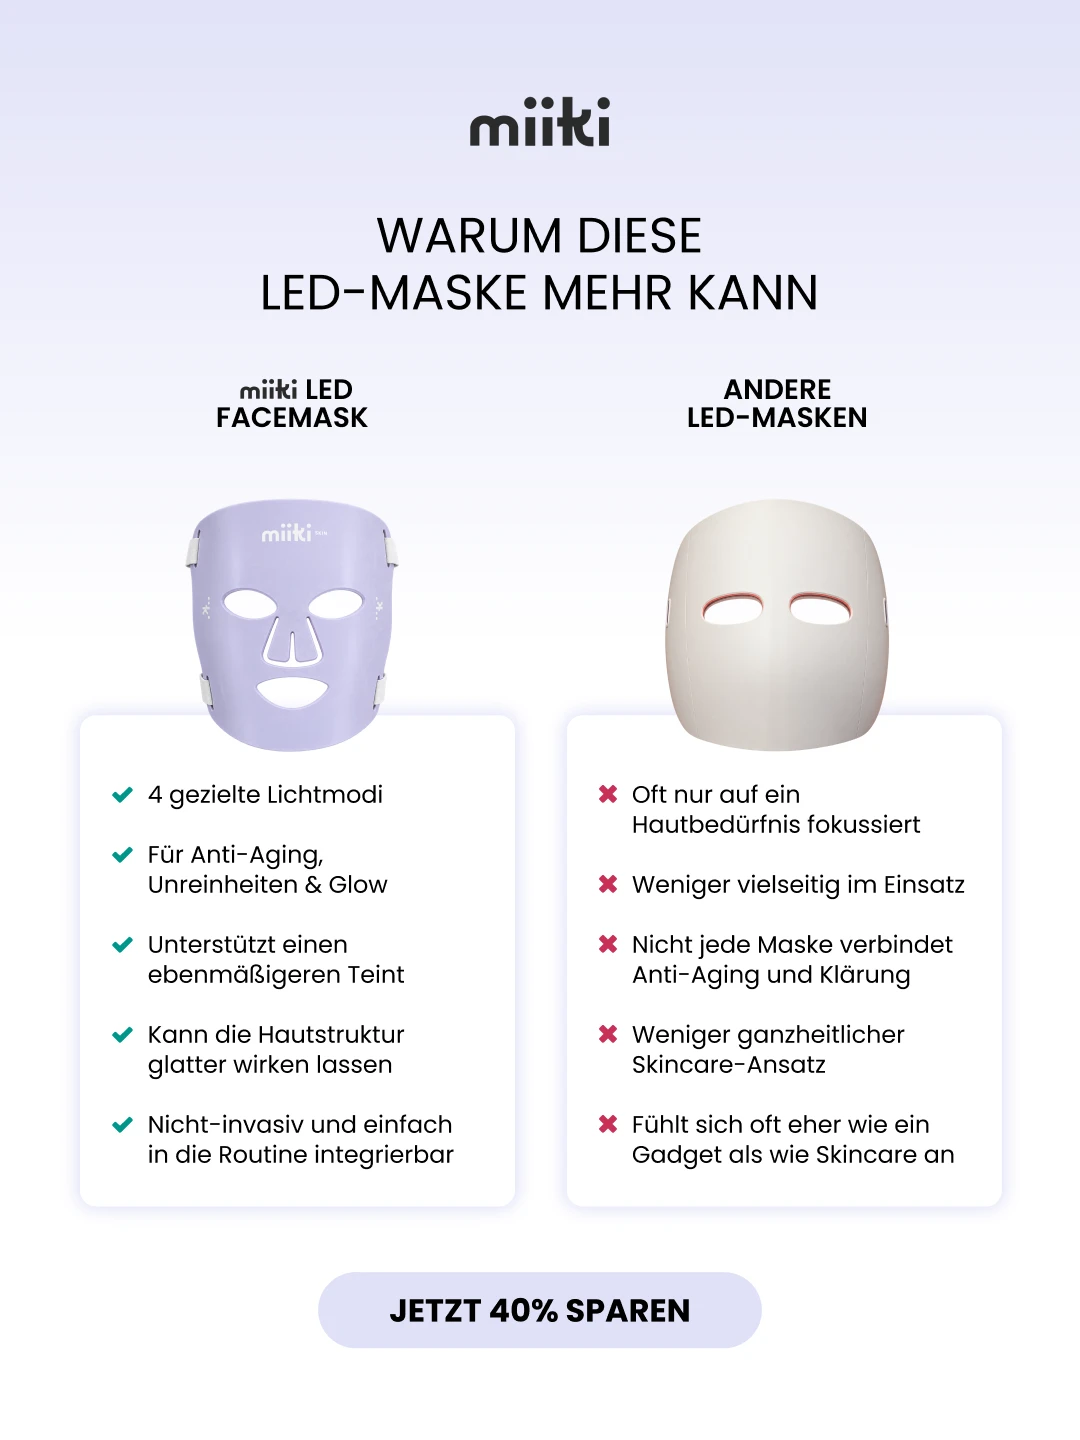 miiki
WARUM DIESE
LED-MASKE MEHR KANN
miiki LED
FACEMASK
ANDERE
LED-MASKEN
miiki SKIN
4 gezielte Lichtmodi
Für Anti-Aging,
Unreinheiten & Glow
Unterstützt einen
ebenmäßigeren Teint
Kann die Hautstruktur
glatter wirken lassen
Nicht-invasiv und einfach
in die Routine integrierbar
Oft nur auf ein
Hautbedürfnis fokussiert
Weniger vielseitig im Einsatz
Nicht jede Maske verbindet
Anti-Aging und Klärung
Weniger ganzheitlicher
Skincare-Ansatz
Fühlt sich oft eher wie ein
Gadget als wie Skincare an
JETZT 40% SPAREN